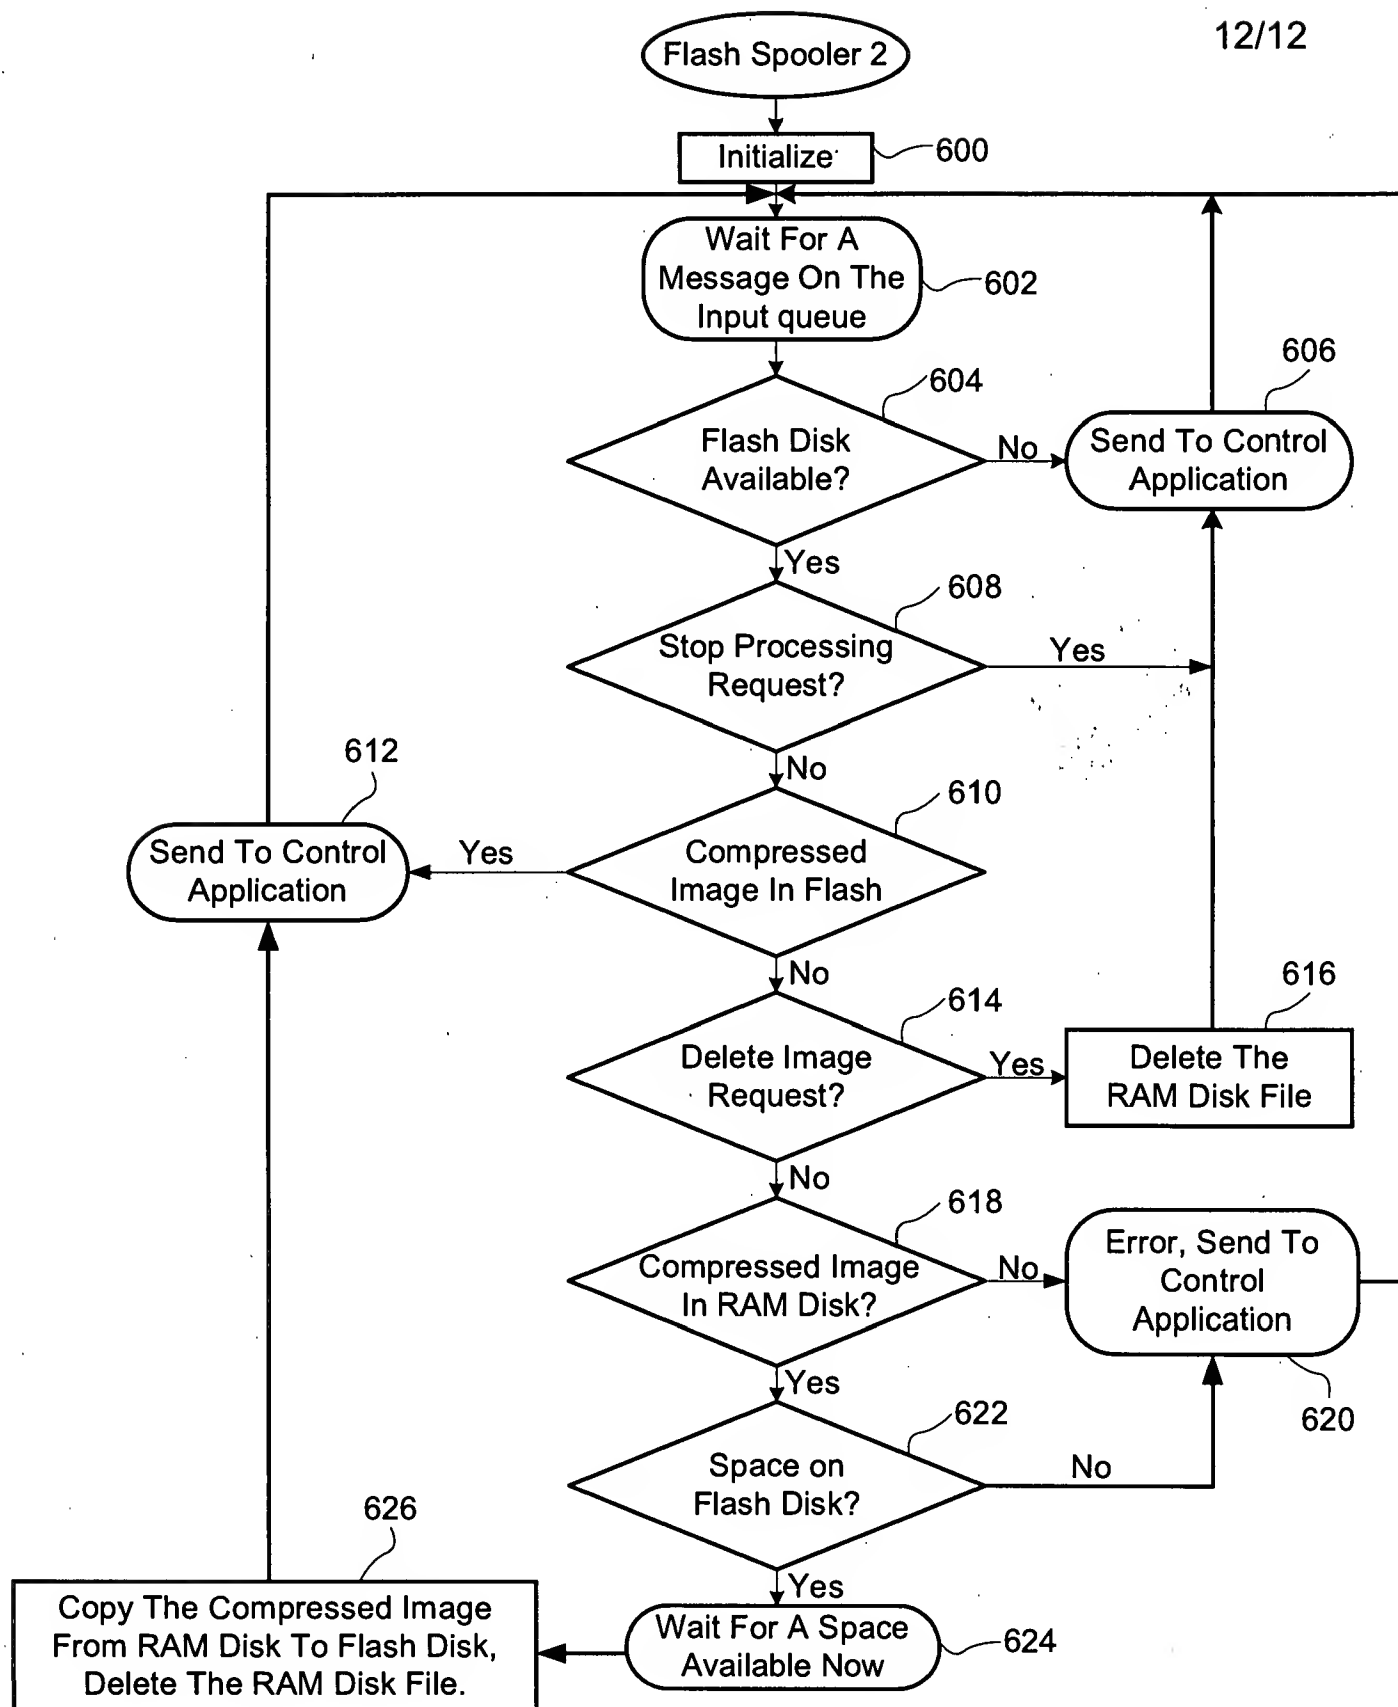 12/12
Flash Spooler 2
Initialize
600
Wait For A
Message On The
Input queue
602
604
Flash Disk
Available?
No
606
Send To Control
Application
Yes
608
Stop Processing
Request?
Yes
No
612
Send To Control
Application
Yes
610
Compressed
Image In Flash
No
614
Delete Image
Request?
Yes
616
Delete The
RAM Disk File
No
618
Compressed Image
In RAM Disk?
No
Error, Send To
Control
Application
620
Yes
622
Space on
Flash Disk?
No
Yes
626
Copy The Compressed Image
From RAM Disk To Flash Disk,
Delete The RAM Disk File.
Wait For A Space
Available Now
624